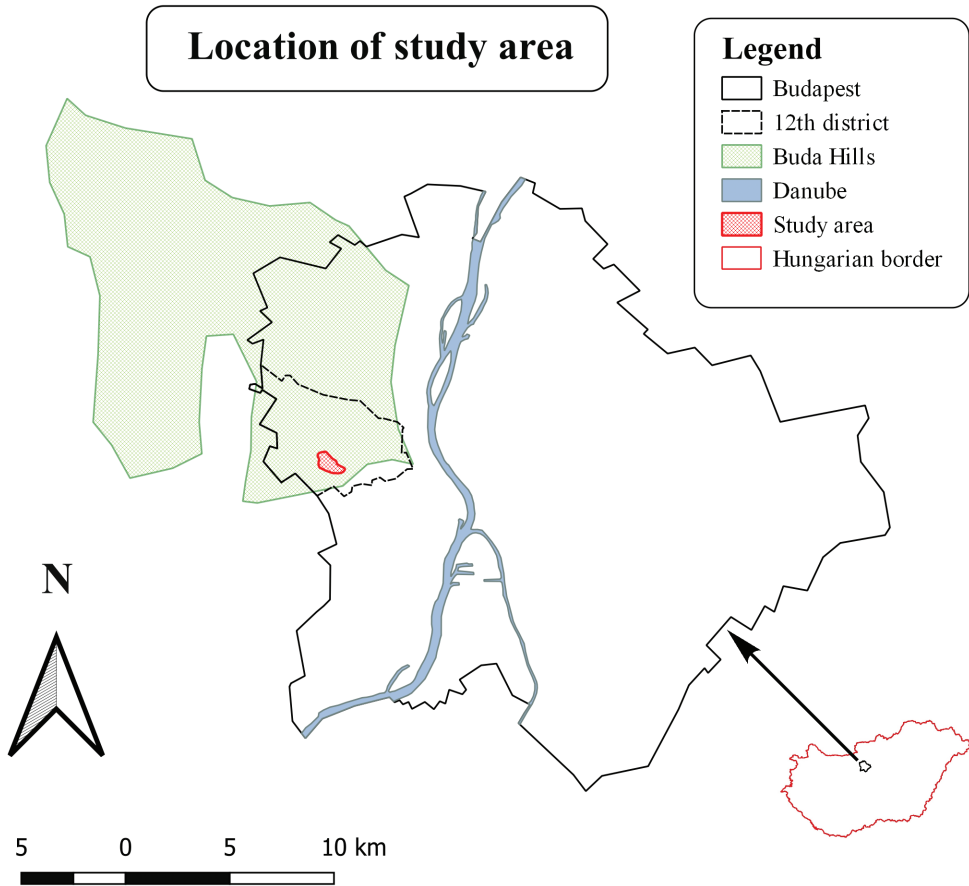 Location of study area
Legend
Budapest
12th district
Buda Hills
Danube
Study area
Hungarian border
N
5 0 5 10 km